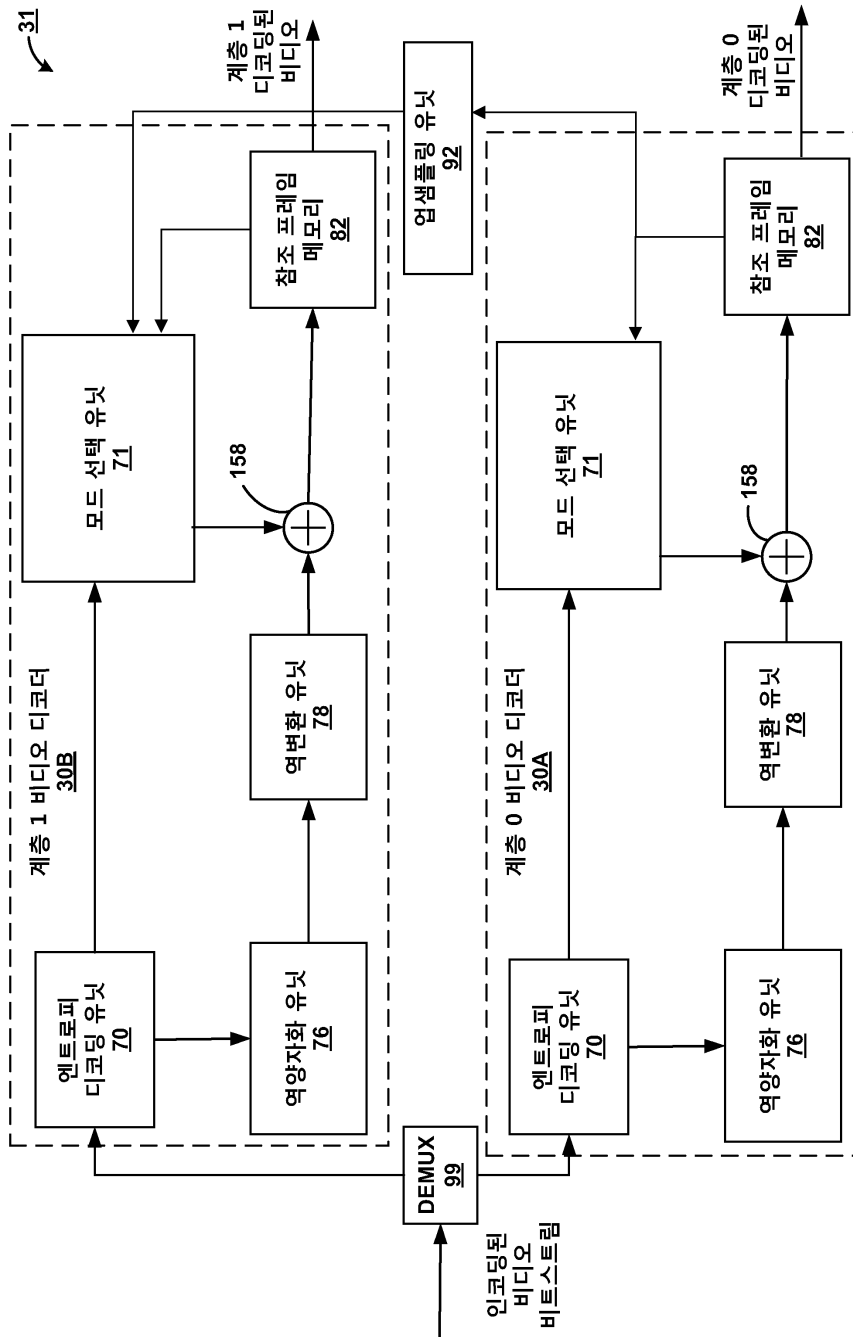 31
계층 1 비디오 디코더
30B
엔트로피
디코딩 유닛
70
모드 선택 유닛
71
역양자화 유닛
76
역변환 유닛
78
158
참조 프레임
메모리
82
계층 1
디코딩된
비디오
인코딩된
비디오
비트스트림
DEMUX
99
업샘플링 유닛
92
계층 0 비디오 디코더
30A
엔트로피
디코딩 유닛
70
모드 선택 유닛
71
역양자화 유닛
76
역변환 유닛
78
158
참조 프레임
메모리
82
계층 0
디코딩된
비디오